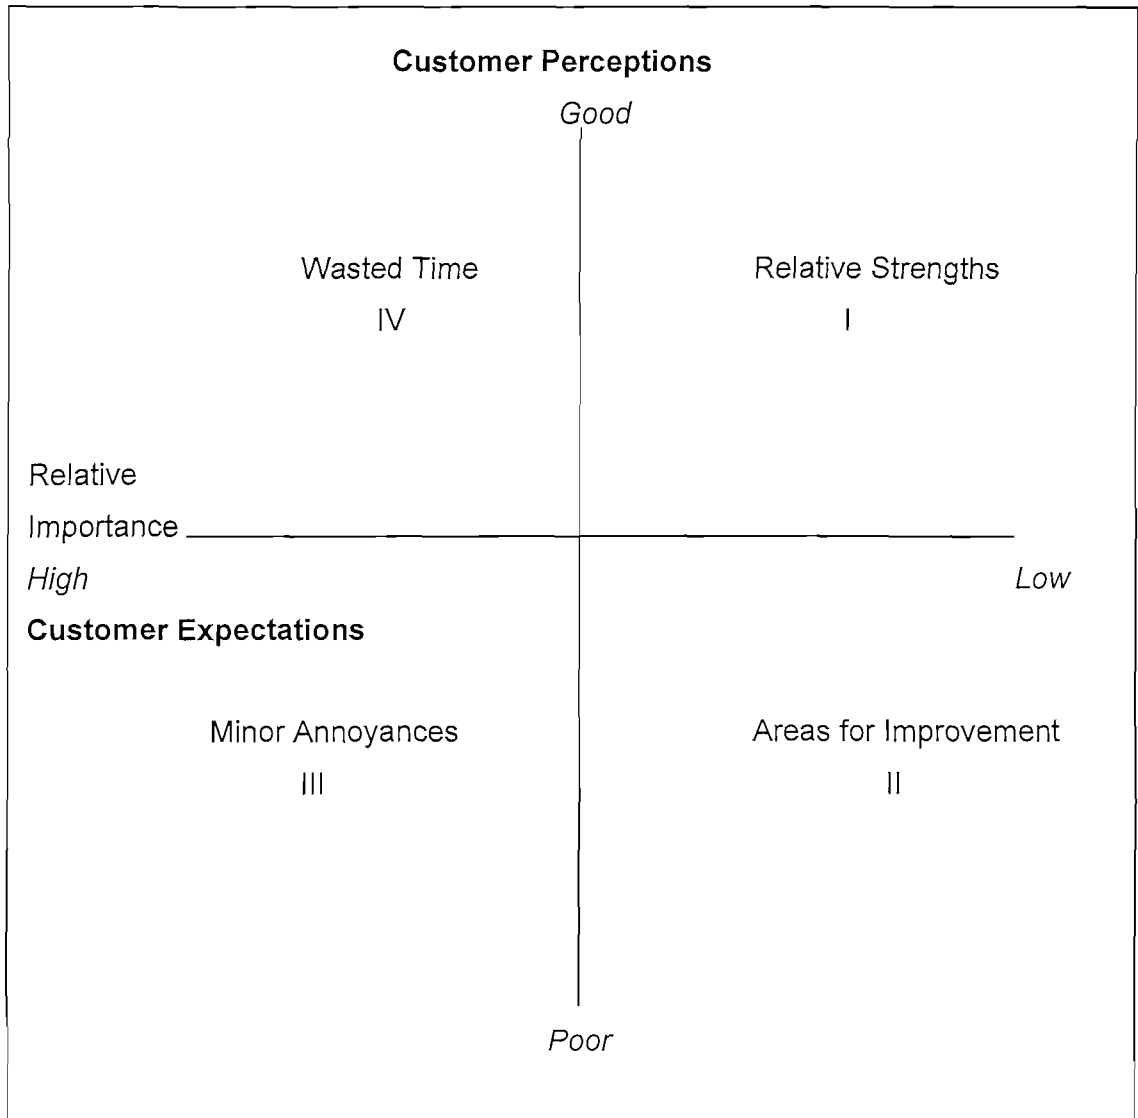 Customer Perceptions
Good
Wasted Time
IV
Relative Strengths
I
Relative
Importance
High
Low
Customer Expectations
Minor Annoyances
III
Areas for Improvement
II
Poor